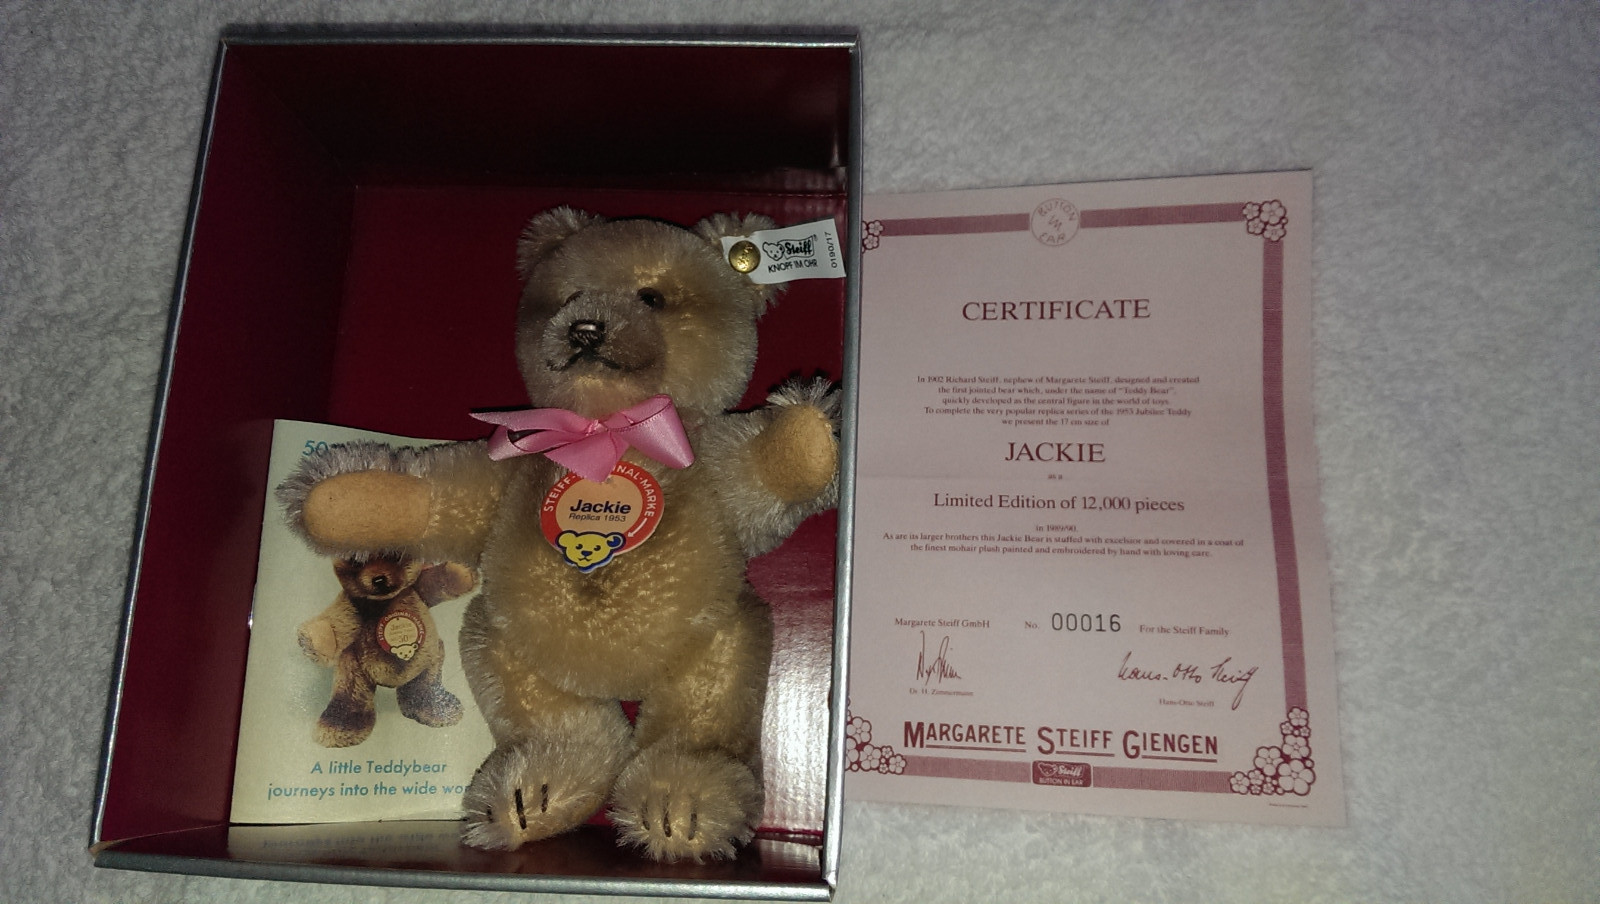 50
A little Teddybear
journeys into the wide wo
Steiff
KNOPF IM OHR
0190/17
STEIFF- INAL-MARKE
Jackie
Replica 1953
BUTTON
IN
EAR
CERTIFICATE
In 1902 Richard Steiff, nephew of Margarete Steiff, designed and created
the first jointed bear which, under the name of "Teddy Bear",
quickly developed as the central figure in the world of toys.
To complete the very popular replica series of the 1953 Jubilee Teddy
we present the 17 cm size of
JACKIE
as a
Limited Edition of 12,000 pieces
in 1989/90.
As are its larger brothers this Jackie Bear is stuffed with excelsior and covered in a coat of
the finest mohair plush painted and embroidered by hand with loving care.
Margarete Steiff GmbH No. 00016 For the Steiff Family
Dr. H. Zimmermann
Hans-Otto Steiff
MARGARETE STEIFF GIENGEN
Steiff
BUTTON IN EAR